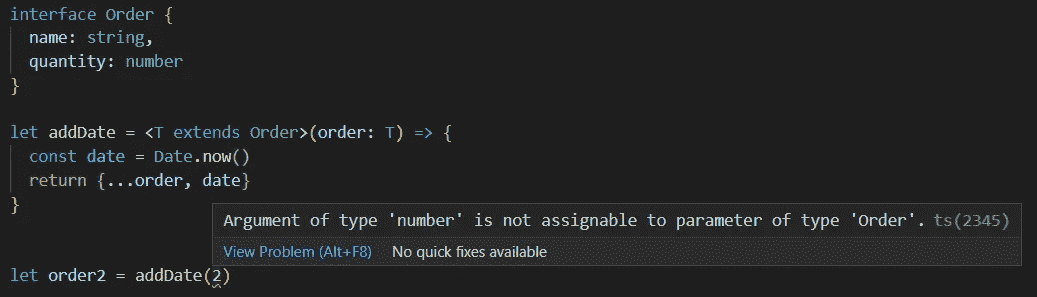 interface Order {
name: string,
quantity: number
}
let addDate = <T extends Order>(order: T) => {
const date = Date.now()
return {...order, date}
}
Argument of type 'number' is not assignable to parameter of type 'Order'. ts(2345)
View Problem (Alt+F8) No quick fixes available
let order2 = addDate(2)